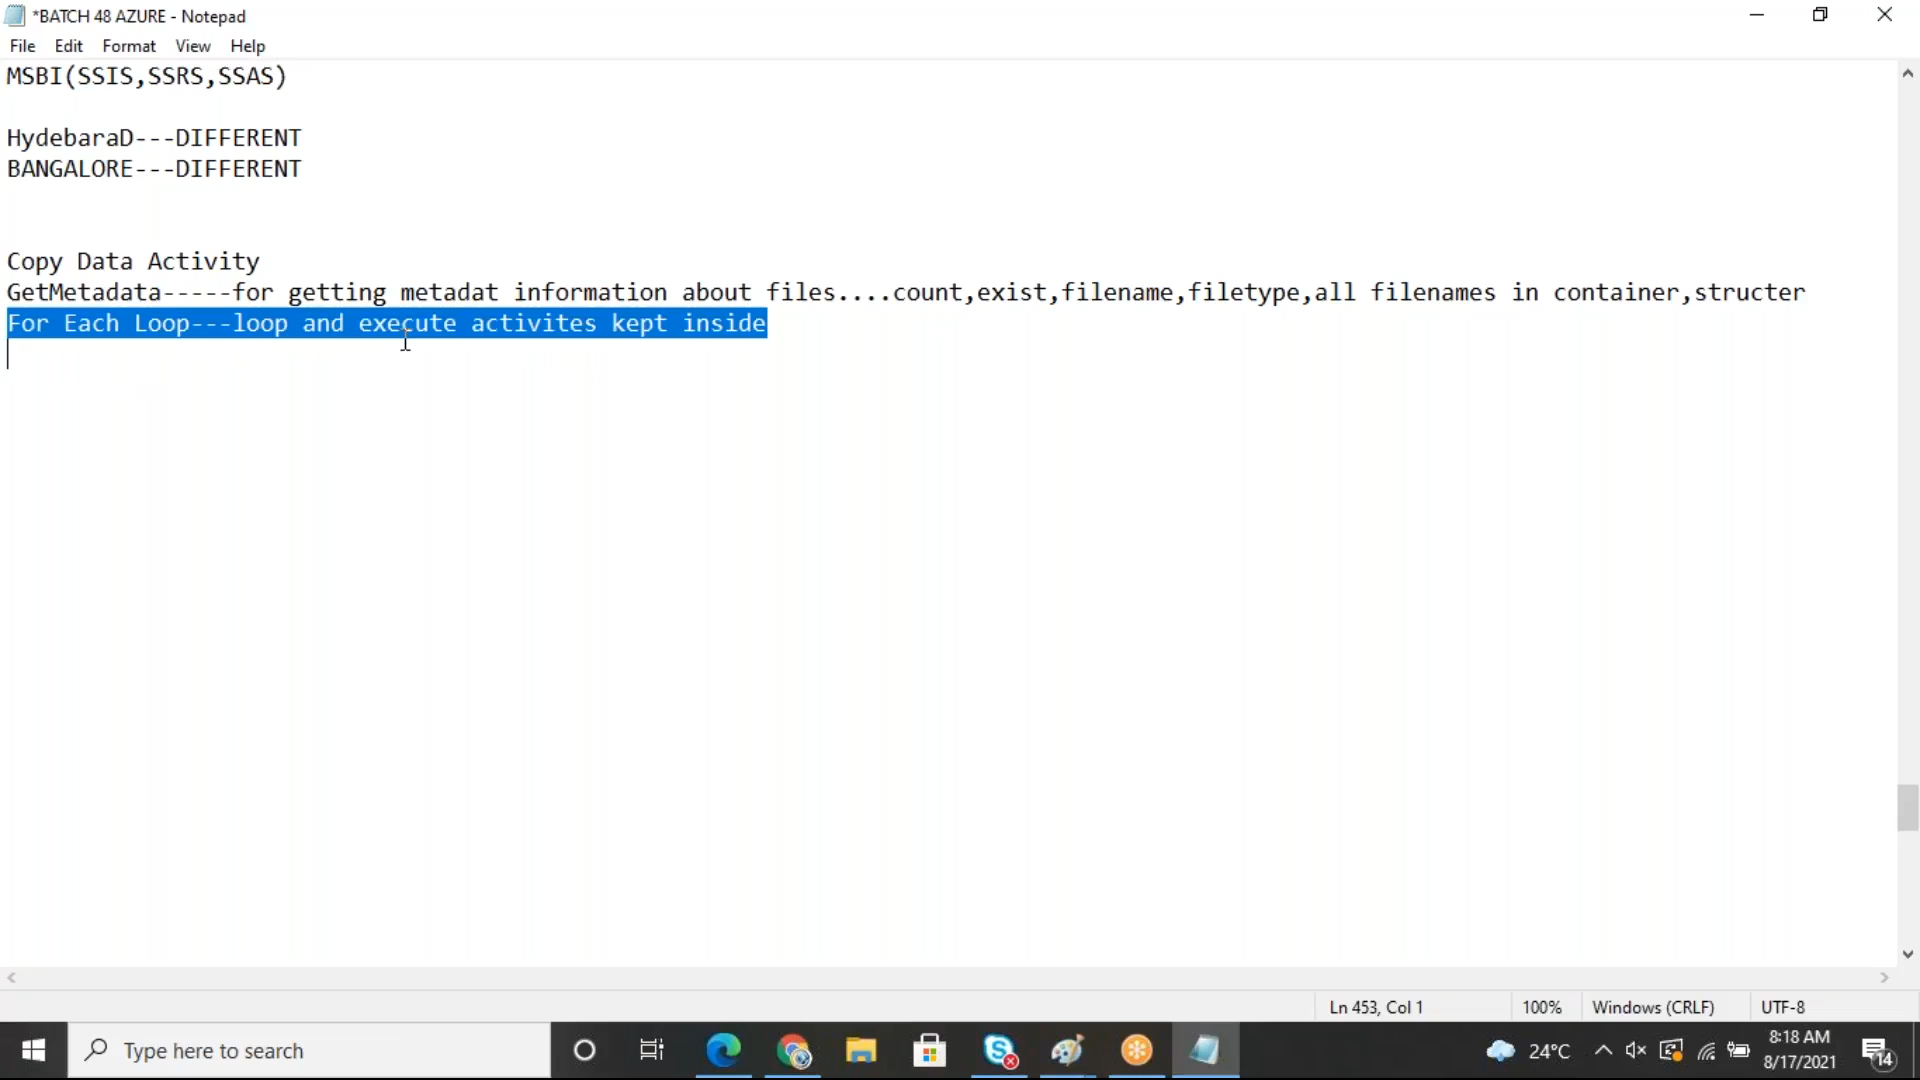 *BATCH 48 AZURE - Notepad
File Edit Format View Help
MSBI(SSIS,SSRS,SSAS)
HydebaraD---DIFFERENT
BANGALORE---DIFFERENT
Copy Data Activity
GetMetadata-----for getting metadat information about files....count,exist,filename,filetype,all filenames in container,structer
For Each Loop---loop and execute activites kept inside
Ln 453, Col 1 100% Windows (CRLF) UTF-8
Type here to search
24°C
8:18 AM
8/17/2021
14